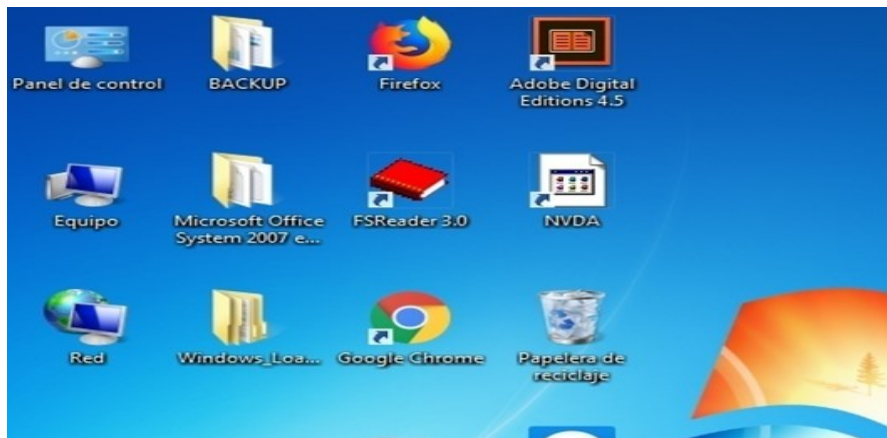 Panel de control
BACKUP
Firefox
Adobe Digital
Editions 4.5
Equipo
Microsoft Office
System 2007 e...
FSReader 3.0
NVDA
Red
Windows_Loa...
Google Chrome
Papelera de
reciclaje